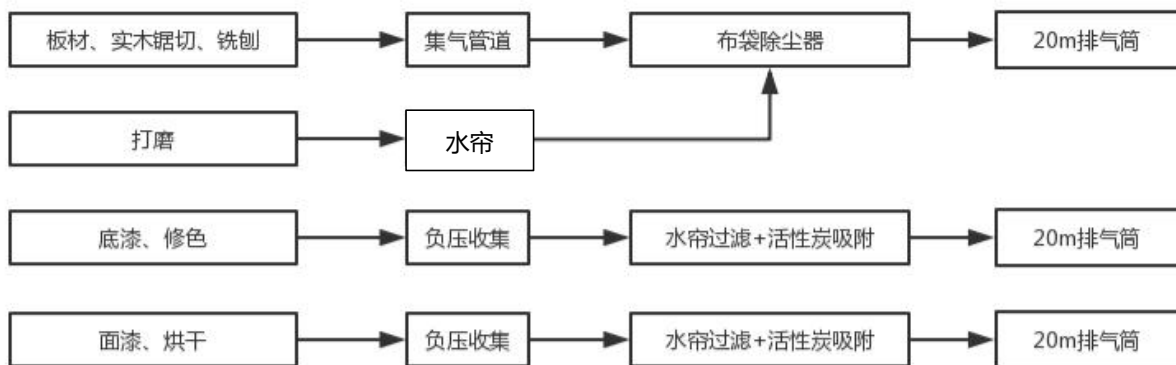 板材、实木锯切、铣刨
集气管道
布袋除尘器
20m排气筒
打磨
水帘
底漆、修色
负压收集
水帘过滤+活性炭吸附
20m排气筒
面漆、烘干
负压收集
水帘过滤+活性炭吸附
20m排气筒